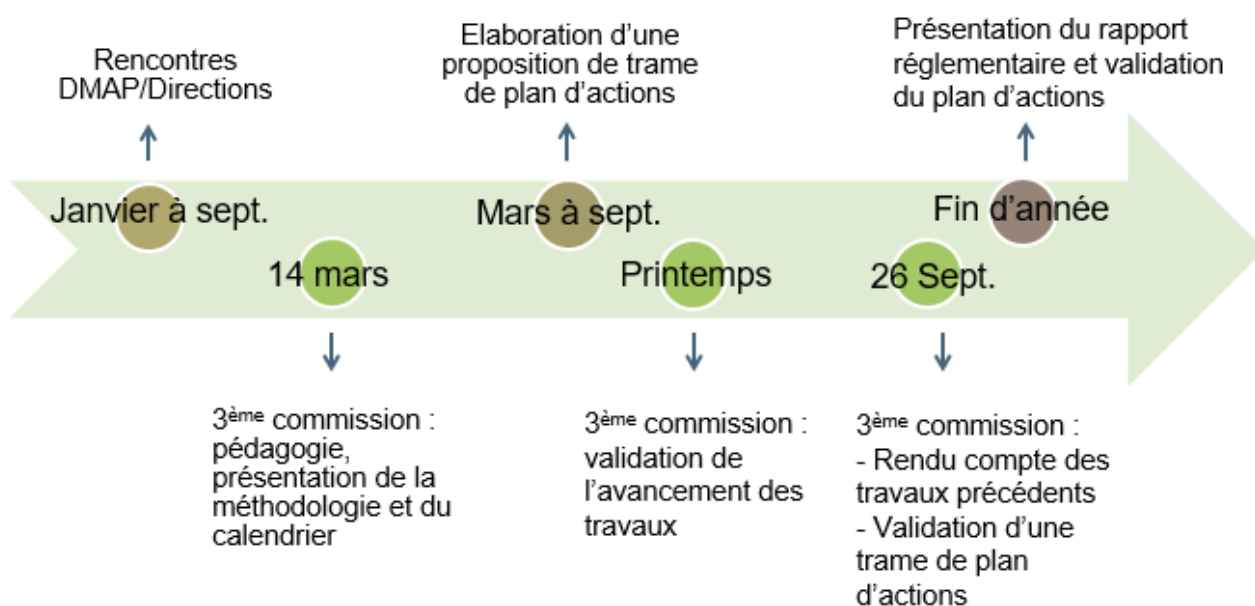 Rencontres
DMAP/Directions
Elaboration d’une
proposition de trame
de plan d’actions
Présentation du rapport
réglementaire et validation
du plan d’actions
Janvier à sept.
Mars à sept.
Fin d’année
14 mars
Printemps
26 Sept.
3ème commission :
pédagogie,
présentation de la
méthodologie et du
calendrier
3ème commission :
validation de
l’avancement des
travaux
3ème commission :
- Rendu compte des
travaux précédents
- Validation d’une
trame de plan
d’actions